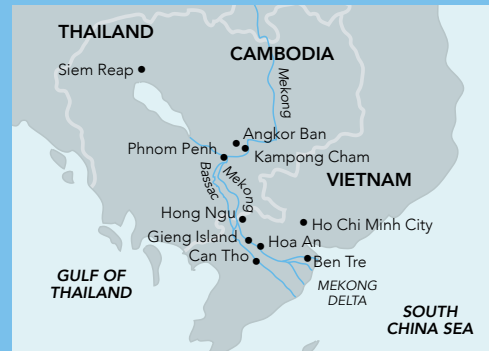 THAILAND
CAMBODIA
Siem Reap
Mekong
Angkor Ban
Phnom Penh
Kampong Cham
Bassac
Mekong
VIETNAM
Hong Ngu
Ho Chi Minh City
Gieng Island
Hoa An
Can Tho
Ben Tre
GULF OF
THAILAND
MEKONG
DELTA
SOUTH
CHINA SEA